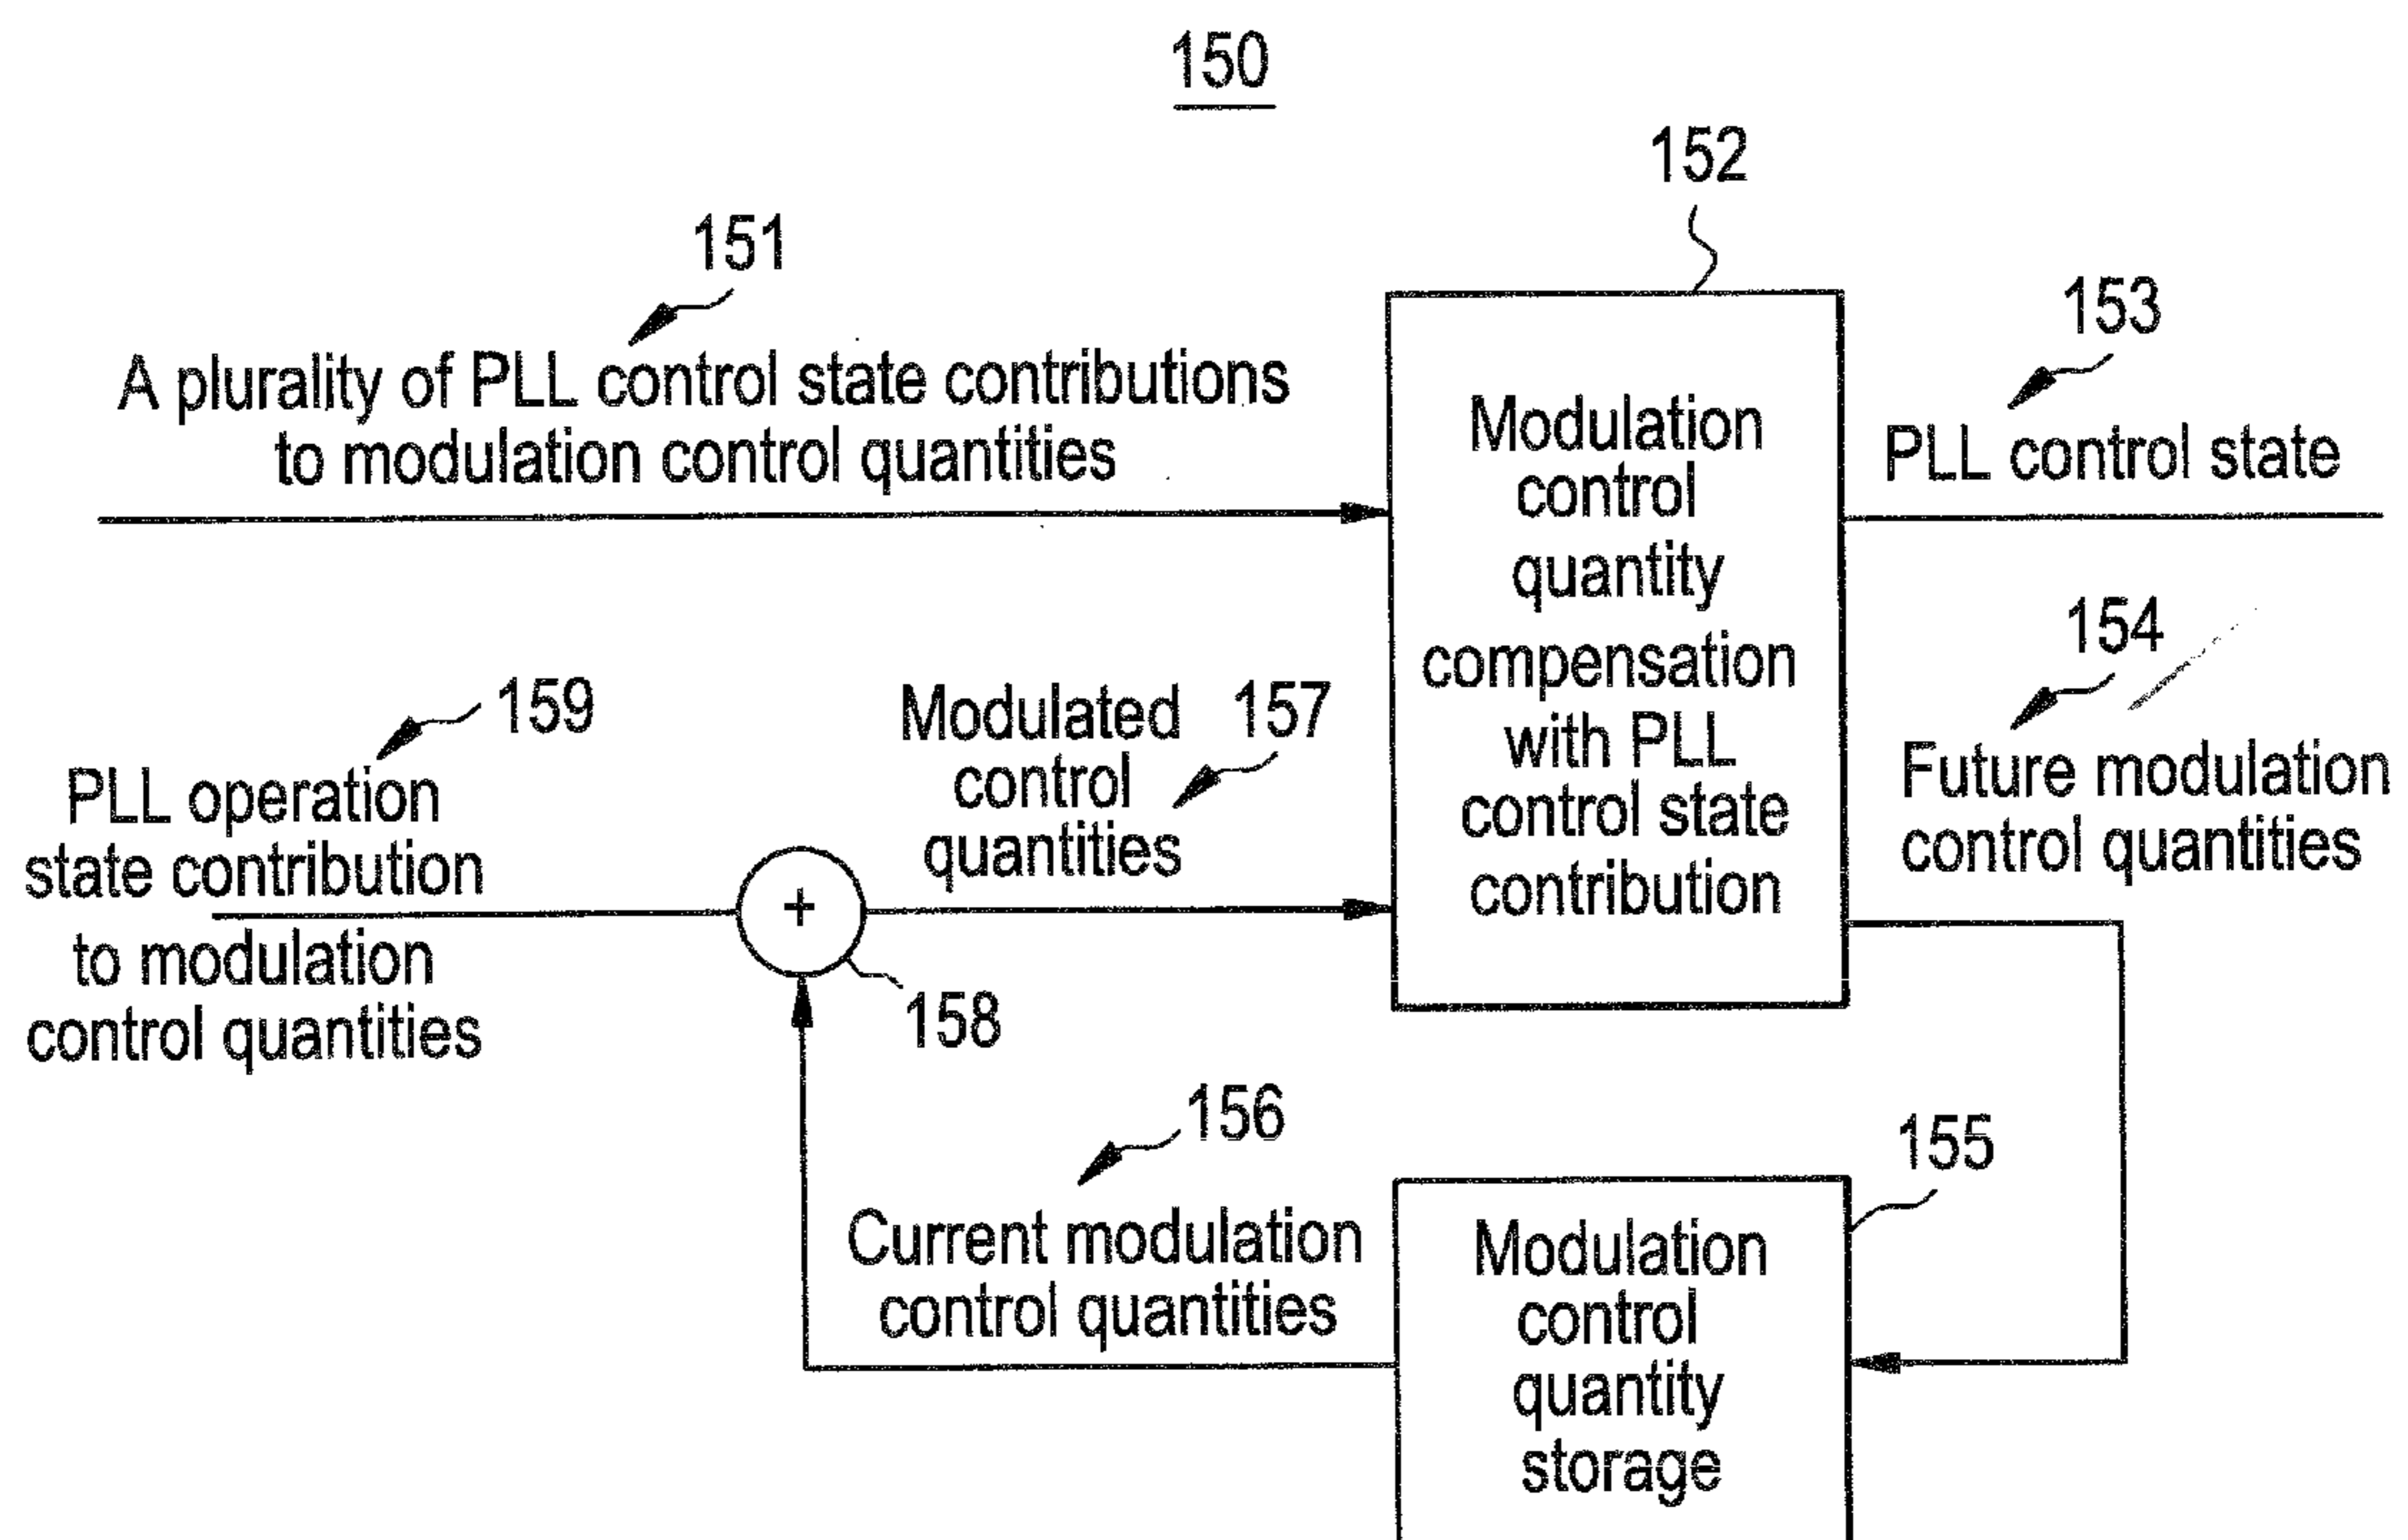 150
152
151
153
A plurality of PLL control state contributions
to modulation control quantities
Modulation
control
quantity
compensation
with PLL
control state
contribution
PLL control state
154
Future modulation
control quantities
159
PLL operation
state contribution
to modulation
control quantities
Modulated
control
quantities
157
+
158
156
Current modulation
control quantities
155
Modulation
control
quantity
storage